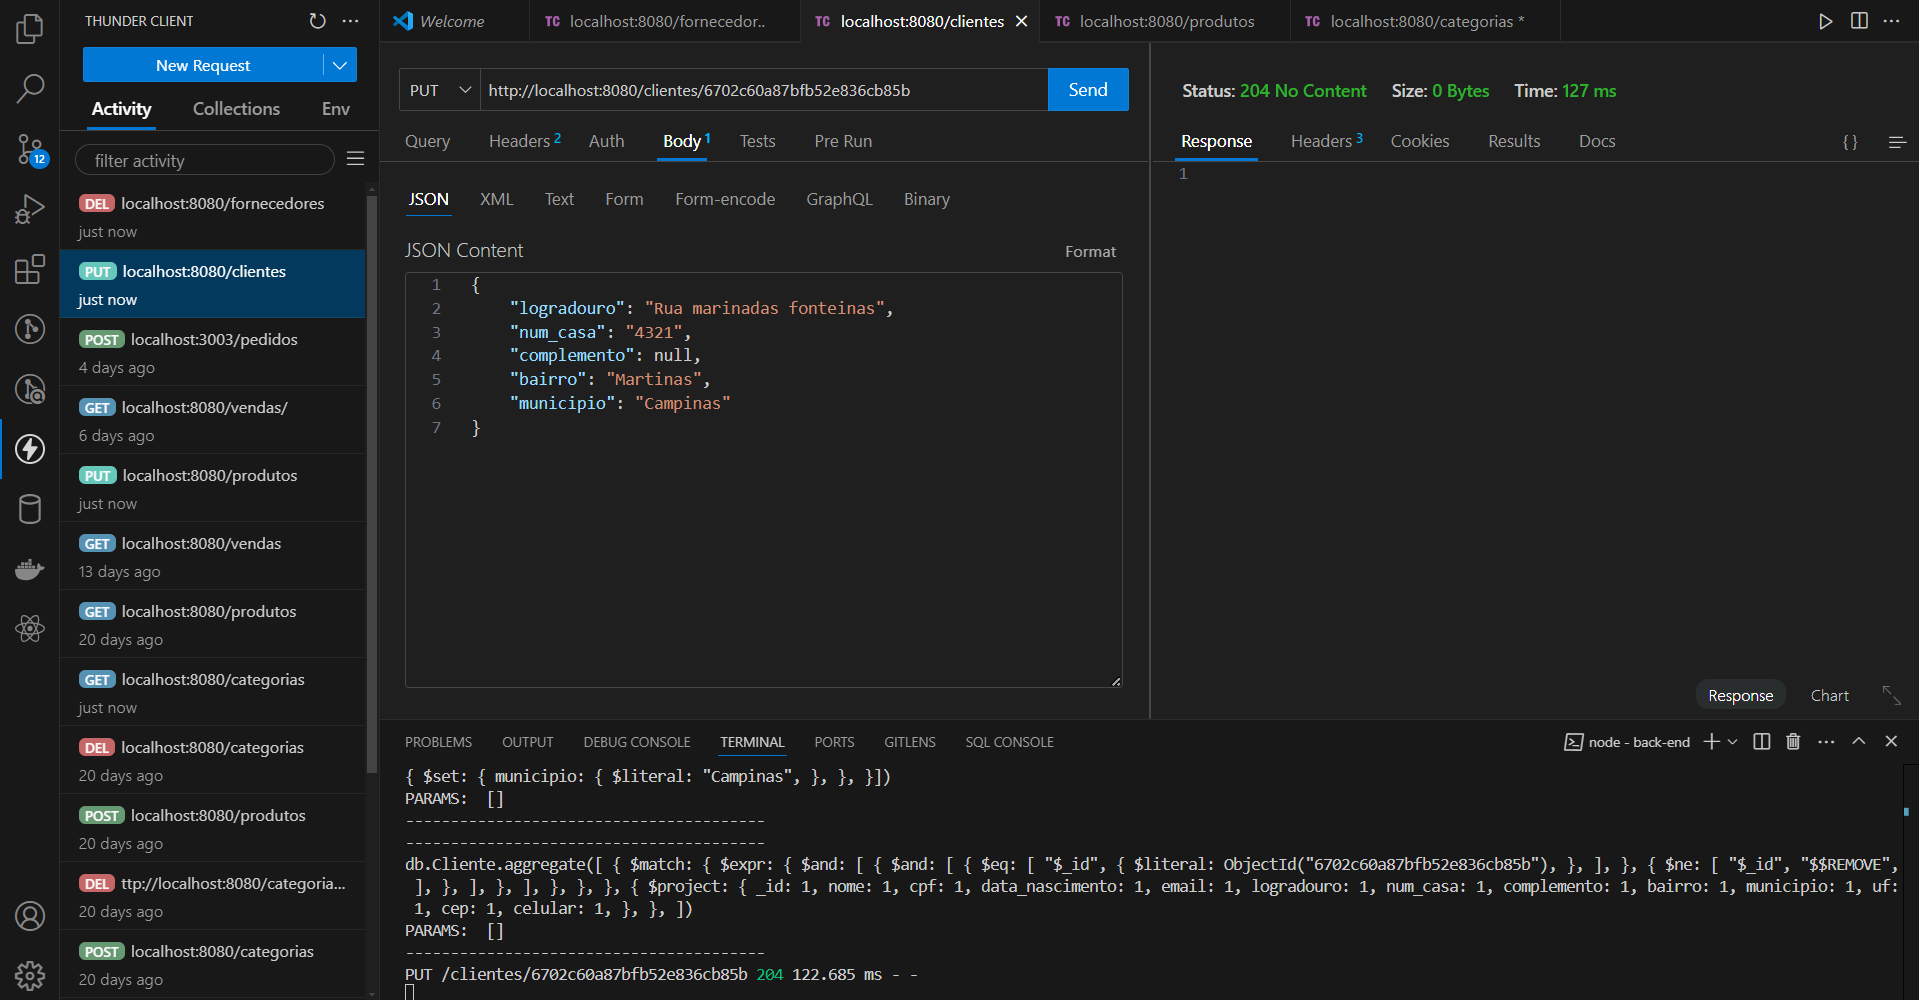 THUNDER CLIENT
New Request
Activity Collections Env
filter activity
DEL localhost:8080/fornecedores
just now
PUT localhost:8080/clientes
just now
POST localhost:3003/pedidos
4 days ago
GET localhost:8080/vendas/
6 days ago
PUT localhost:8080/produtos
just now
GET localhost:8080/vendas
13 days ago
GET localhost:8080/produtos
20 days ago
GET localhost:8080/categorias
just now
DEL localhost:8080/categorias
20 days ago
POST localhost:8080/produtos
20 days ago
DEL ttp://localhost:8080/categoria...
20 days ago
POST localhost:8080/categorias
20 days ago
12
Welcome TC localhost:8080/fornecedor.. TC localhost:8080/clientes TC localhost:8080/produtos TC localhost:8080/categorias *
PUT http://localhost:8080/clientes/6702c60a87bfb52e836cb85b Send
Query Headers 2 Auth Body 1 Tests Pre Run
JSON XML Text Form Form-encode GraphQL Binary
JSON Content Format
1 {
2 "logradouro": "Rua marinadas fonteinas",
3 "num_casa": "4321",
4 "complemento": null,
5 "bairro": "Martinas",
6 "municipio": "Campinas"
7 }
Status: 204 No Content Size: 0 Bytes Time: 127 ms
Response Headers 3 Cookies Results Docs { }
1
Response Chart
PROBLEMS OUTPUT DEBUG CONSOLE TERMINAL PORTS GITLENS SQL CONSOLE node - back-end
{ $set: { municipio: { $literal: "Campinas", }, }, }])
PARAMS: []
----------------------------------------
----------------------------------------
db.Cliente.aggregate([ { $match: { $expr: { $and: [ { $and: [ { $eq: [ "$_id", { $literal: ObjectId("6702c60a87bfb52e836cb85b"), }, ], }, { $ne: [ "$_id", "$$REMOVE",
], }, ], }, ], }, }, }, { $project: { _id: 1, nome: 1, cpf: 1, data_nascimento: 1, email: 1, logradouro: 1, num_casa: 1, complemento: 1, bairro: 1, municipio: 1, uf:
1, cep: 1, celular: 1, }, }, ])
PARAMS: []
----------------------------------------
PUT /clientes/6702c60a87bfb52e836cb85b 204 122.685 ms - -